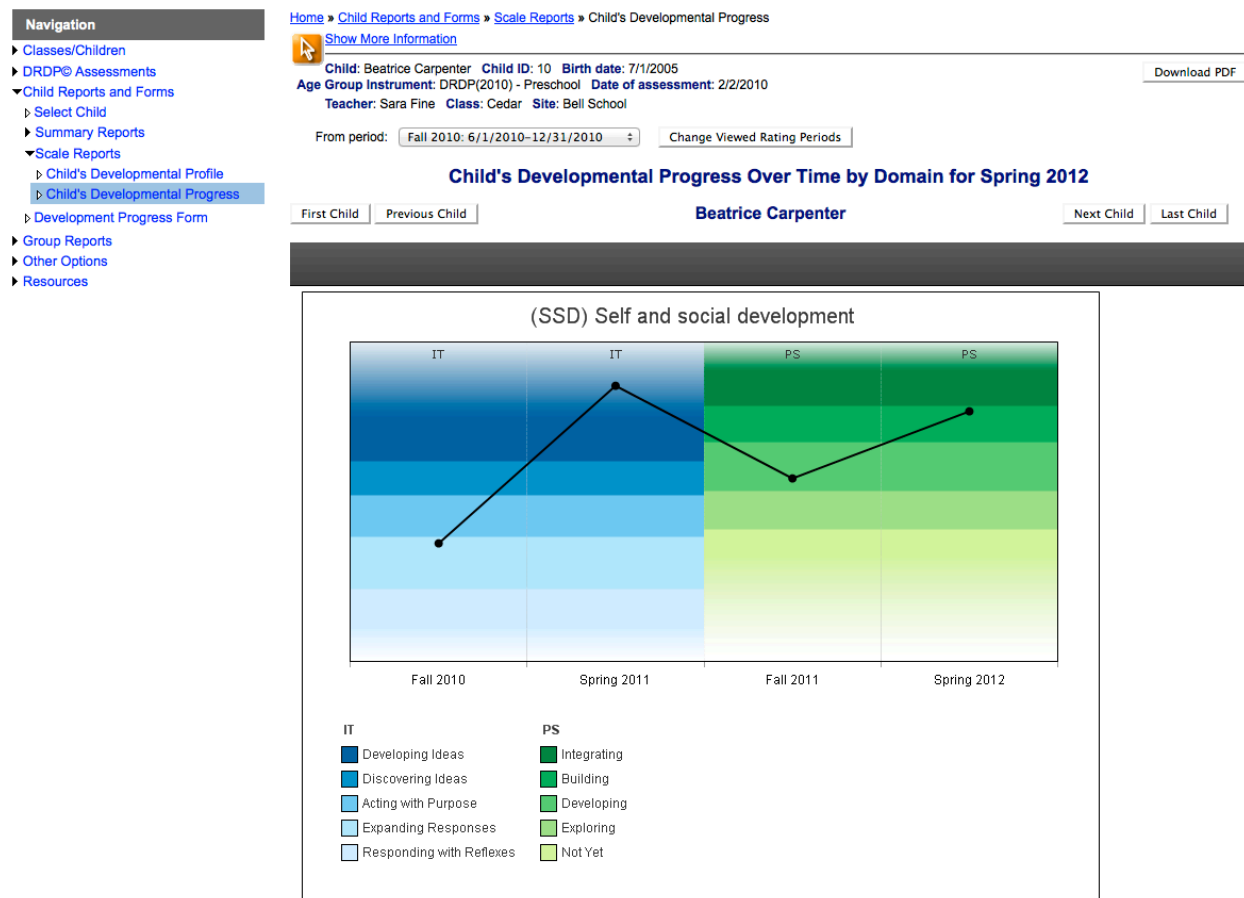 Navigation
Classes/Children
DRDP© Assessments
Child Reports and Forms
Select Child
Summary Reports
Scale Reports
Child's Developmental Profile
Child's Developmental Progress
Development Progress Form
Group Reports
Other Options
Resources
Home » Child Reports and Forms » Scale Reports » Child's Developmental Progress
Show More Information
Child: Beatrice Carpenter Child ID: 10 Birth date: 7/1/2005
Age Group Instrument: DRDP(2010) - Preschool Date of assessment: 2/2/2010
Teacher: Sara Fine Class: Cedar Site: Bell School
Download PDF
From period: Fall 2010: 6/1/2010–12/31/2010 Change Viewed Rating Periods
Child's Developmental Progress Over Time by Domain for Spring 2012
First Child Previous Child Beatrice Carpenter Next Child Last Child
(SSD) Self and social development
IT IT PS PS
Fall 2010 Spring 2011 Fall 2011 Spring 2012
IT
Developing Ideas
Discovering Ideas
Acting with Purpose
Expanding Responses
Responding with Reflexes
PS
Integrating
Building
Developing
Exploring
Not Yet